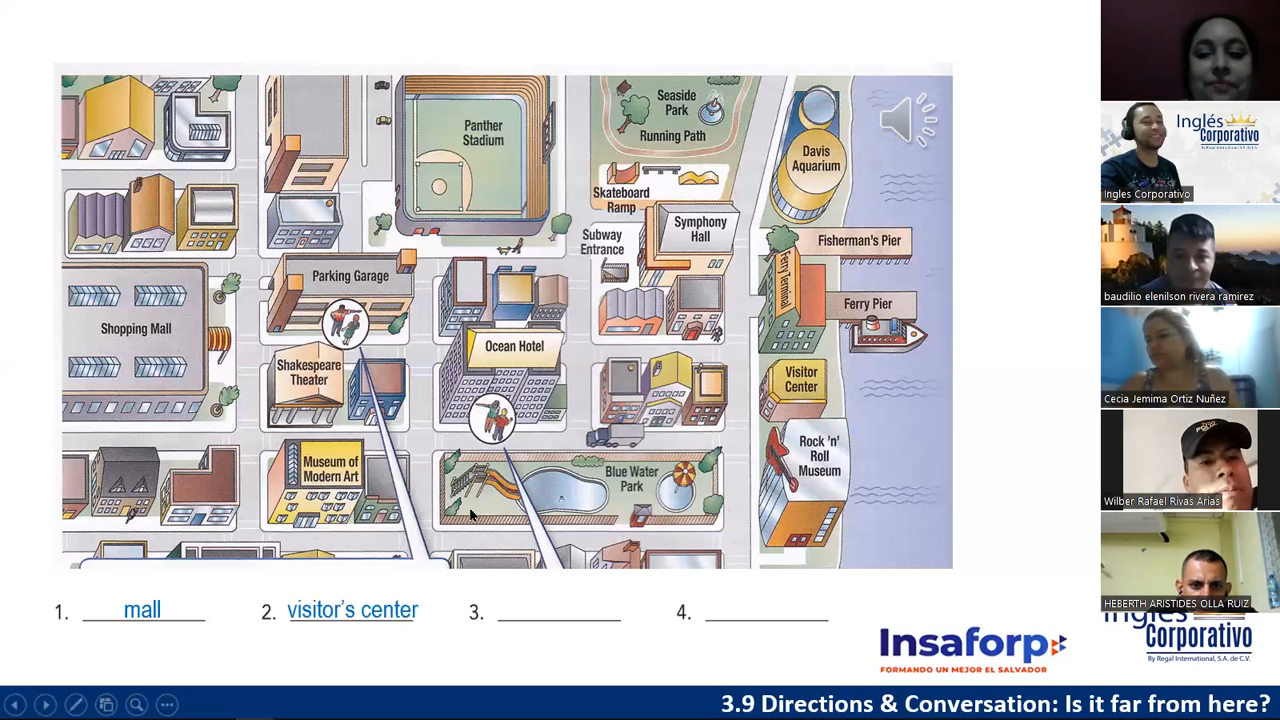 Panther
Stadium
Seaside
Park
Running Path
Davis
Aquarium
Skateboard
Ramp
Symphony
Hall
Subway
Entrance
Fisherman's Pier
Parking Garage
Ferry Terminal
Ferry Pier
Shopping Mall
Ocean Hotel
Shakespeare
Theater
Visitor
Center
Museum of
Modern Art
Blue Water
Park
Rock 'n'
Roll
Museum
1. mall 2. visitor's center 3. 4.
Insaforp
FORMANDO UN MEJOR EL SALVADOR
3.9 Directions & Conversation: Is it far from here?
Inglés
Corporativo
By Regal International, S.A. de C.V.
Ingles Corporativo
baudilio elenilson rivera ramirez
Cecia Jemima Ortiz Nuñez
Wilber Rafael Rivas Arias
HEBERTH ARISTIDES OLLA RUIZ
Inglés
Corporativo
By Regal International, S.A. de C.V.